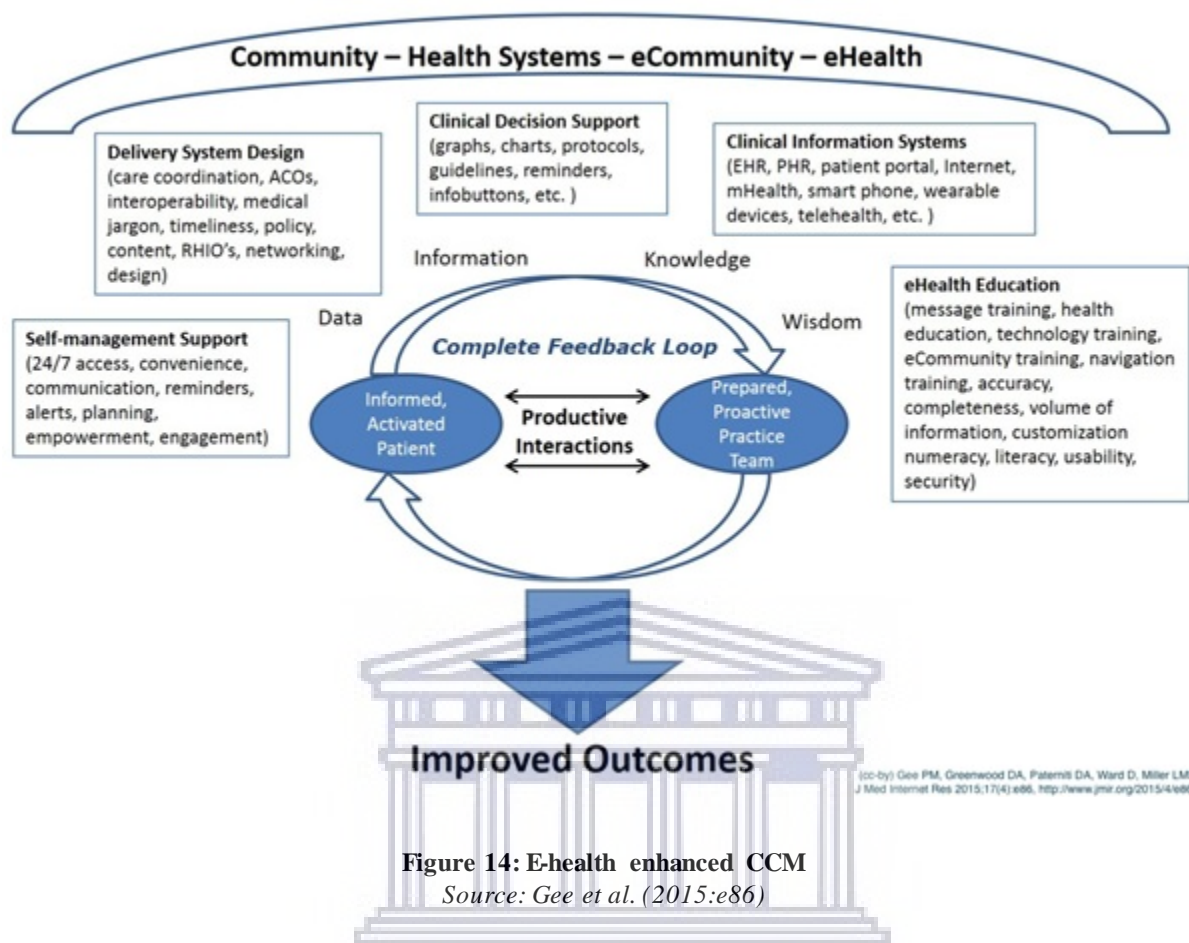 Community – Health Systems – eCommunity – eHealth
Clinical Decision Support
(graphs, charts, protocols,
guidelines, reminders,
infobuttons, etc. )
Clinical Information Systems
(EHR, PHR, patient portal, Internet,
mHealth, smart phone, wearable
devices, telehealth, etc. )
Delivery System Design
(care coordination, ACOs,
interoperability, medical
jargon, timeliness, policy,
content, RHIO's, networking,
design)
Information
Knowledge
eHealth Education
(message training, health
education, technology training,
eCommunity training, navigation
training, accuracy,
completeness, volume of
information, customization
numeracy, literacy, usability,
security)
Data
Wisdom
Self-management Support
(24/7 access, convenience,
communication, reminders,
alerts, planning,
empowerment, engagement)
Complete Feedback Loop
Informed,
Activated
Patient
Productive
Interactions
Prepared,
Proactive
Practice
Team
Improved Outcomes
(cc-by) Gee PM, Greenwood DA, Paterniti DA, Ward D, Miller LM
J Med Internet Res 2015;17(4):e86, http://www.jmir.org/2015/4/e86
Figure 14: E-health enhanced CCM
Source: Gee et al. (2015:e86)